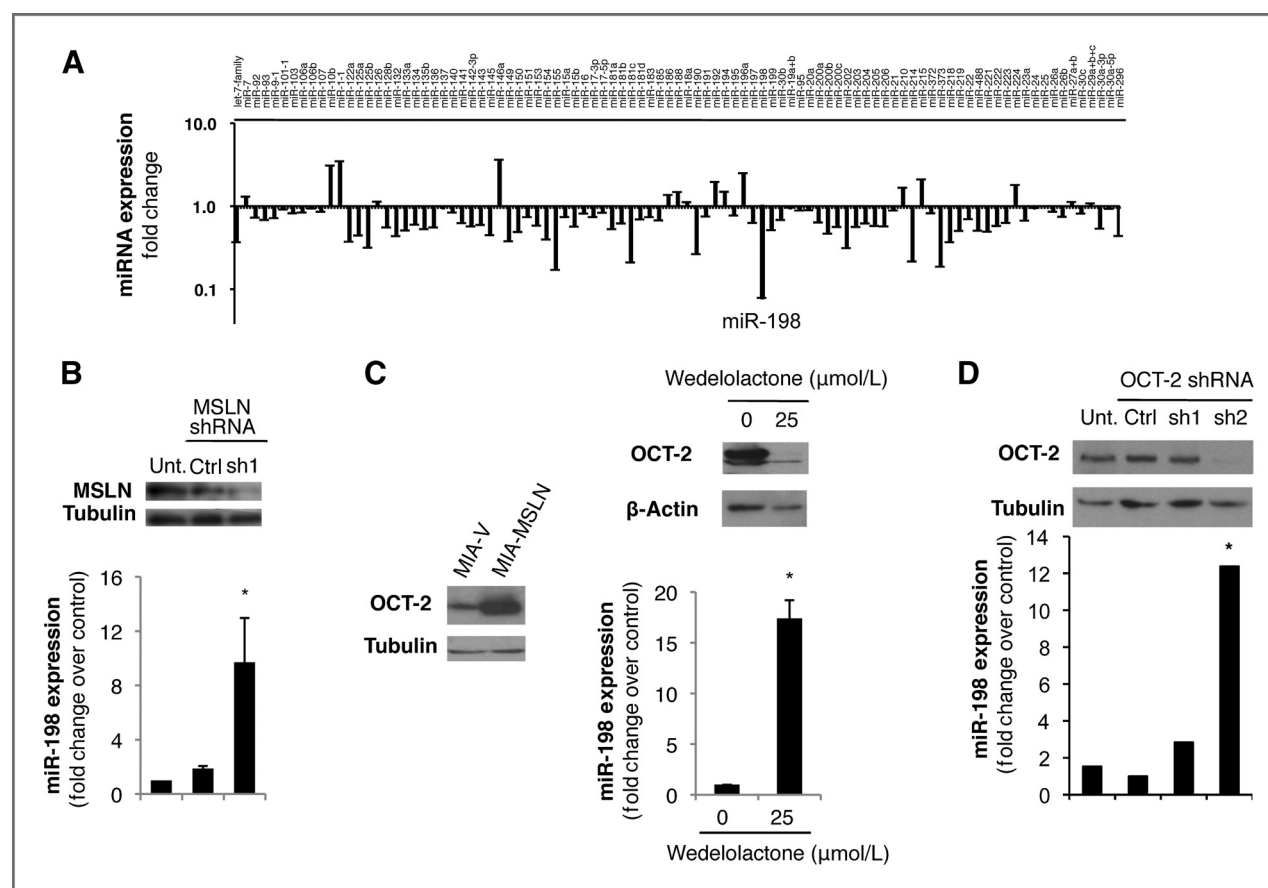 A
let-7-family
miR-7
miR-92
miR-93
miR-9-1
miR-101-1
miR-103
miR-106a
miR-106b
miR-107
miR-10b
miR-1
miR-122a
miR-125a
miR-125b
miR-126
miR-128b
miR-132
miR-133a
miR-134
miR-135b
miR-136
miR-137
miR-140
miR-141
miR-142-3p
miR-143
miR-145
miR-146a
miR-149
miR-150
miR-151
miR-153
miR-154
miR-155
miR-15a
miR-15b
miR-16
miR-17-3p
miR-17-5p
miR-181a
miR-181b
miR-181c
miR-181d
miR-183
miR-185
miR-186
miR-188
miR-18a
miR-190
miR-191
miR-192
miR-194
miR-195
miR-196a
miR-197
miR-198
miR-199
miR-30b
miR-19a+b
miR-95
miR-20a
miR-200a
miR-200b
miR-200c
miR-202
miR-203
miR-204
miR-205
miR-206
miR-21
miR-210
miR-214
miR-215
miR-372
miR-373
miR-218
miR-219
miR-22
miR-488
miR-221
miR-222
miR-223
miR-224
miR-23a
miR-24
miR-25
miR-26a
miR-26b
miR-27a+b
miR-30c
miR-29a+b+c
miR-30a-3p
miR-30a-5p
miR-296
miRNA expression
fold change
10.0
1.0
0.1
miR-198
B
MSLN
shRNA
Unt. Ctrl sh1
MSLN
Tubulin
miR-198 expression
(fold change over control)
16
12
8
4
0
*
C
MIA-V
MIA-MSLN
OCT-2
Tubulin
Wedelolactone (μmol/L)
0 25
OCT-2
β-Actin
miR-198 expression
(fold change over control)
20
15
10
5
0
*
0 25
Wedelolactone (μmol/L)
D
OCT-2 shRNA
Unt. Ctrl sh1 sh2
OCT-2
Tubulin
miR-198 expression
(fold change over control)
14
12
10
8
6
4
2
0
*